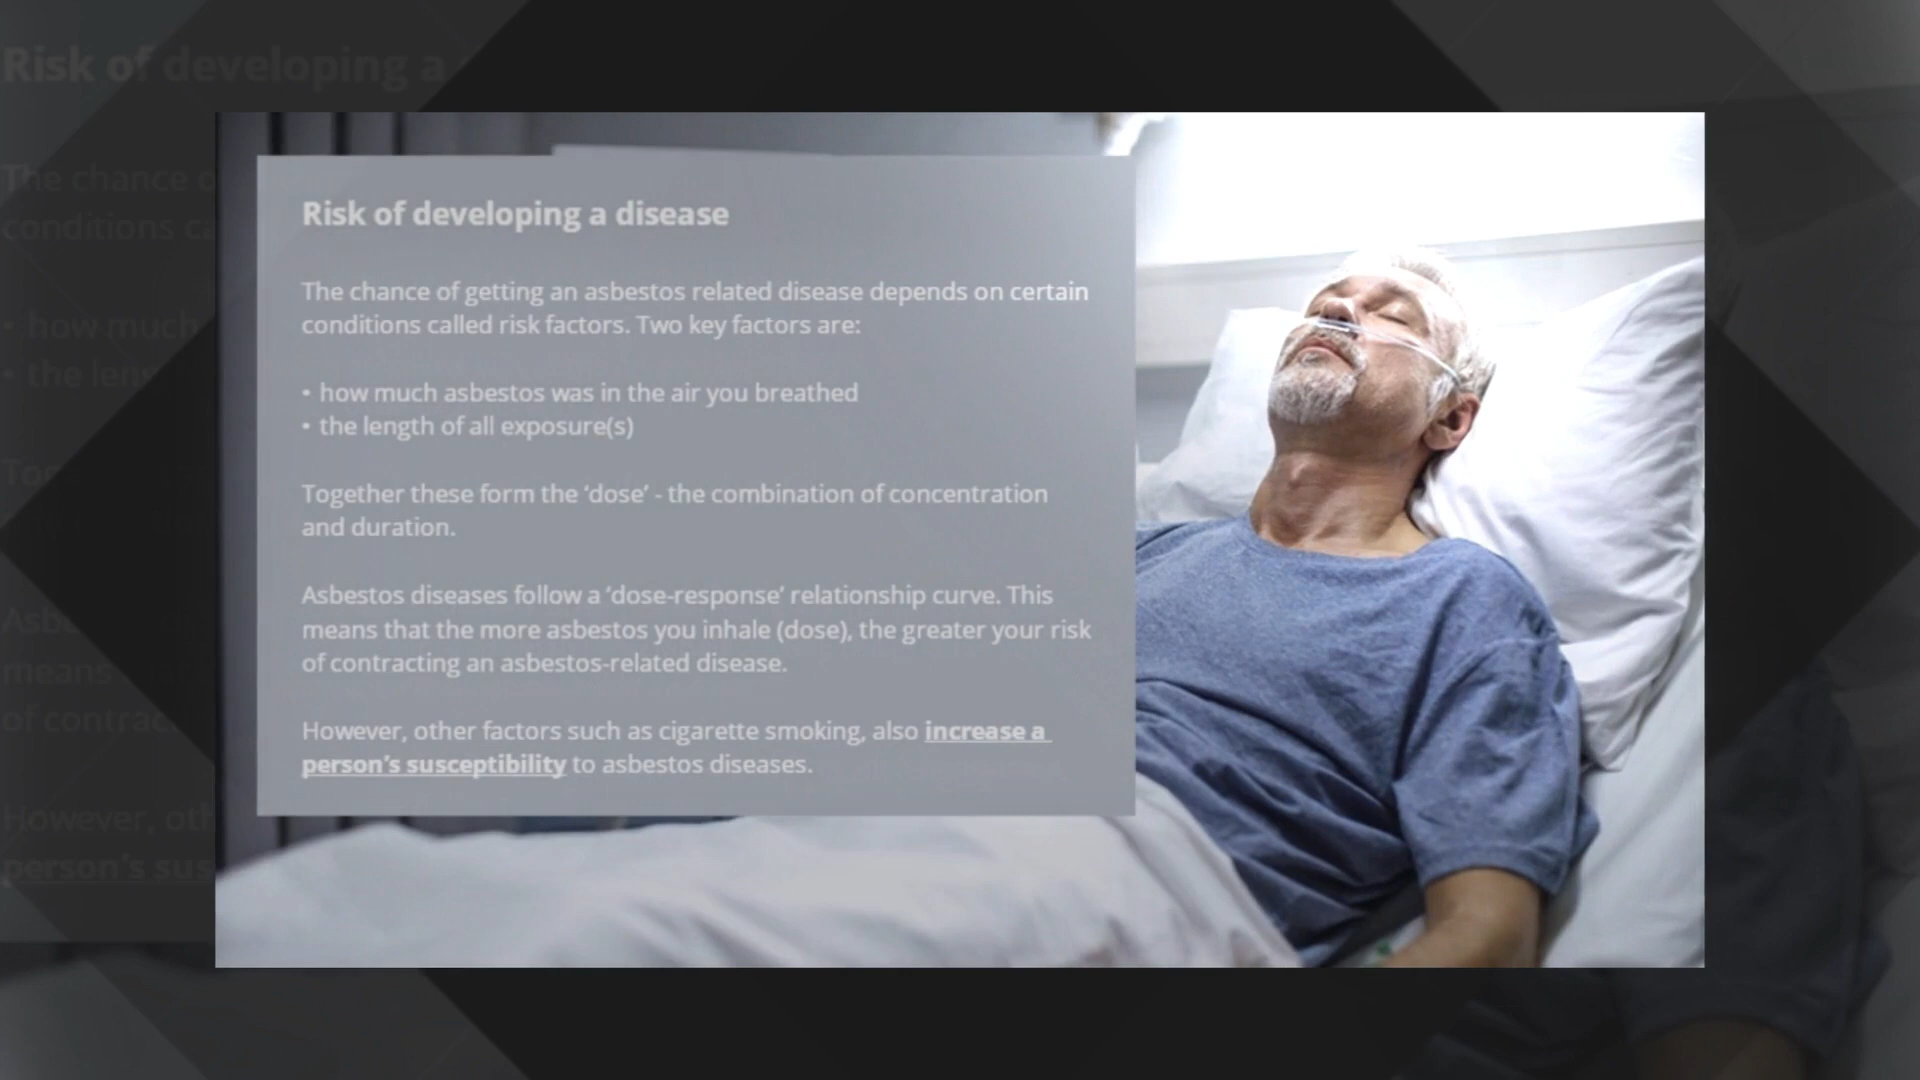 Risk of developing a disease
The chance of getting an asbestos related disease depends on certain
conditions called risk factors. Two key factors are:
• how much asbestos was in the air you breathed
• the length of all exposure(s)
Together these form the ‘dose’ - the combination of concentration
and duration.
Asbestos diseases follow a ‘dose-response’ relationship curve. This
means that the more asbestos you inhale (dose), the greater your risk
of contracting an asbestos-related disease.
However, other factors such as cigarette smoking, also increase a
person’s susceptibility to asbestos diseases.